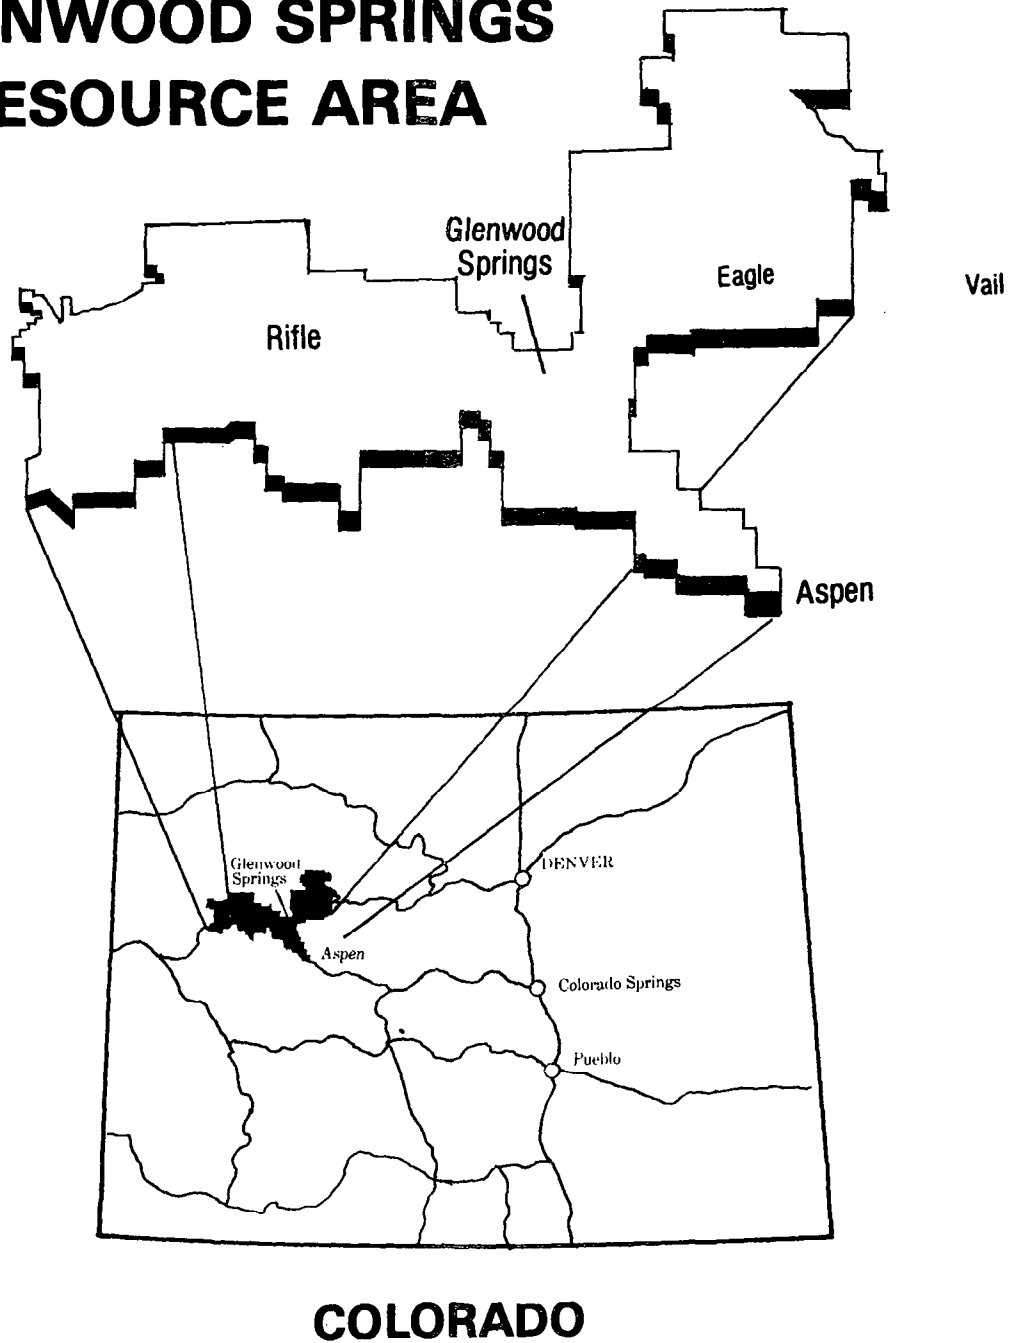 NWOOD SPRINGS
ESOURCE AREA
Glenwood
Springs
Eagle
Vail
Rifle
Aspen
Glenwood
Springs
DENVER
Aspen
Colorado Springs
Pueblo
COLORADO